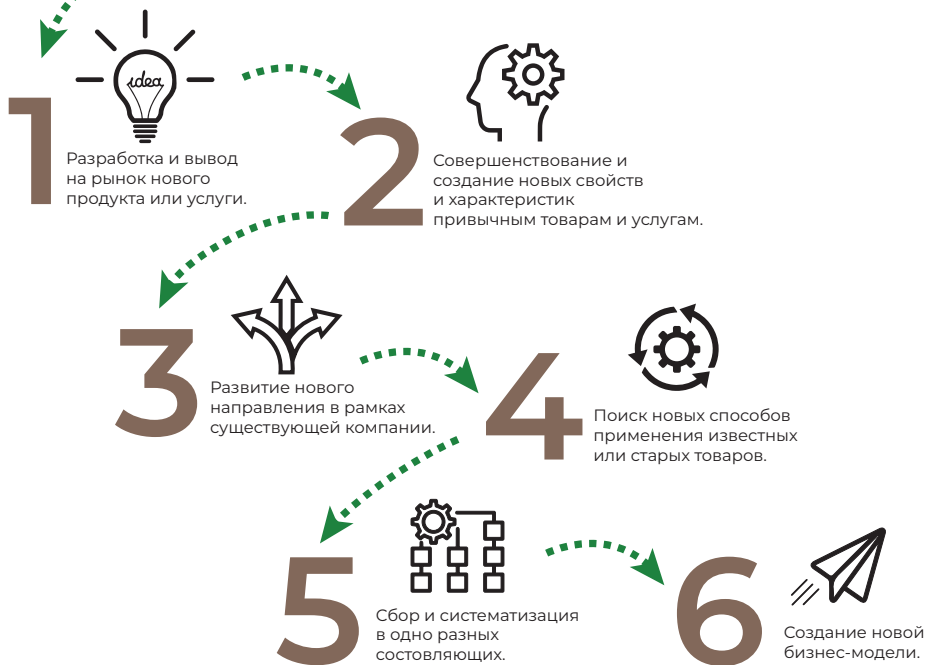 idea
1
Разработка и вывод
на рынок нового
продукта или услуги.
2
Совершенствование и
создание новых свойств
и характеристик
привычным товарам и услугам.
3
Развитие нового
направления в рамках
существующей компании.
4
Поиск новых способов
применения известных
или старых товаров.
5
Сбор и систематизация
в одно разных
состовляющих.
6
Создание новой
бизнес-модели.